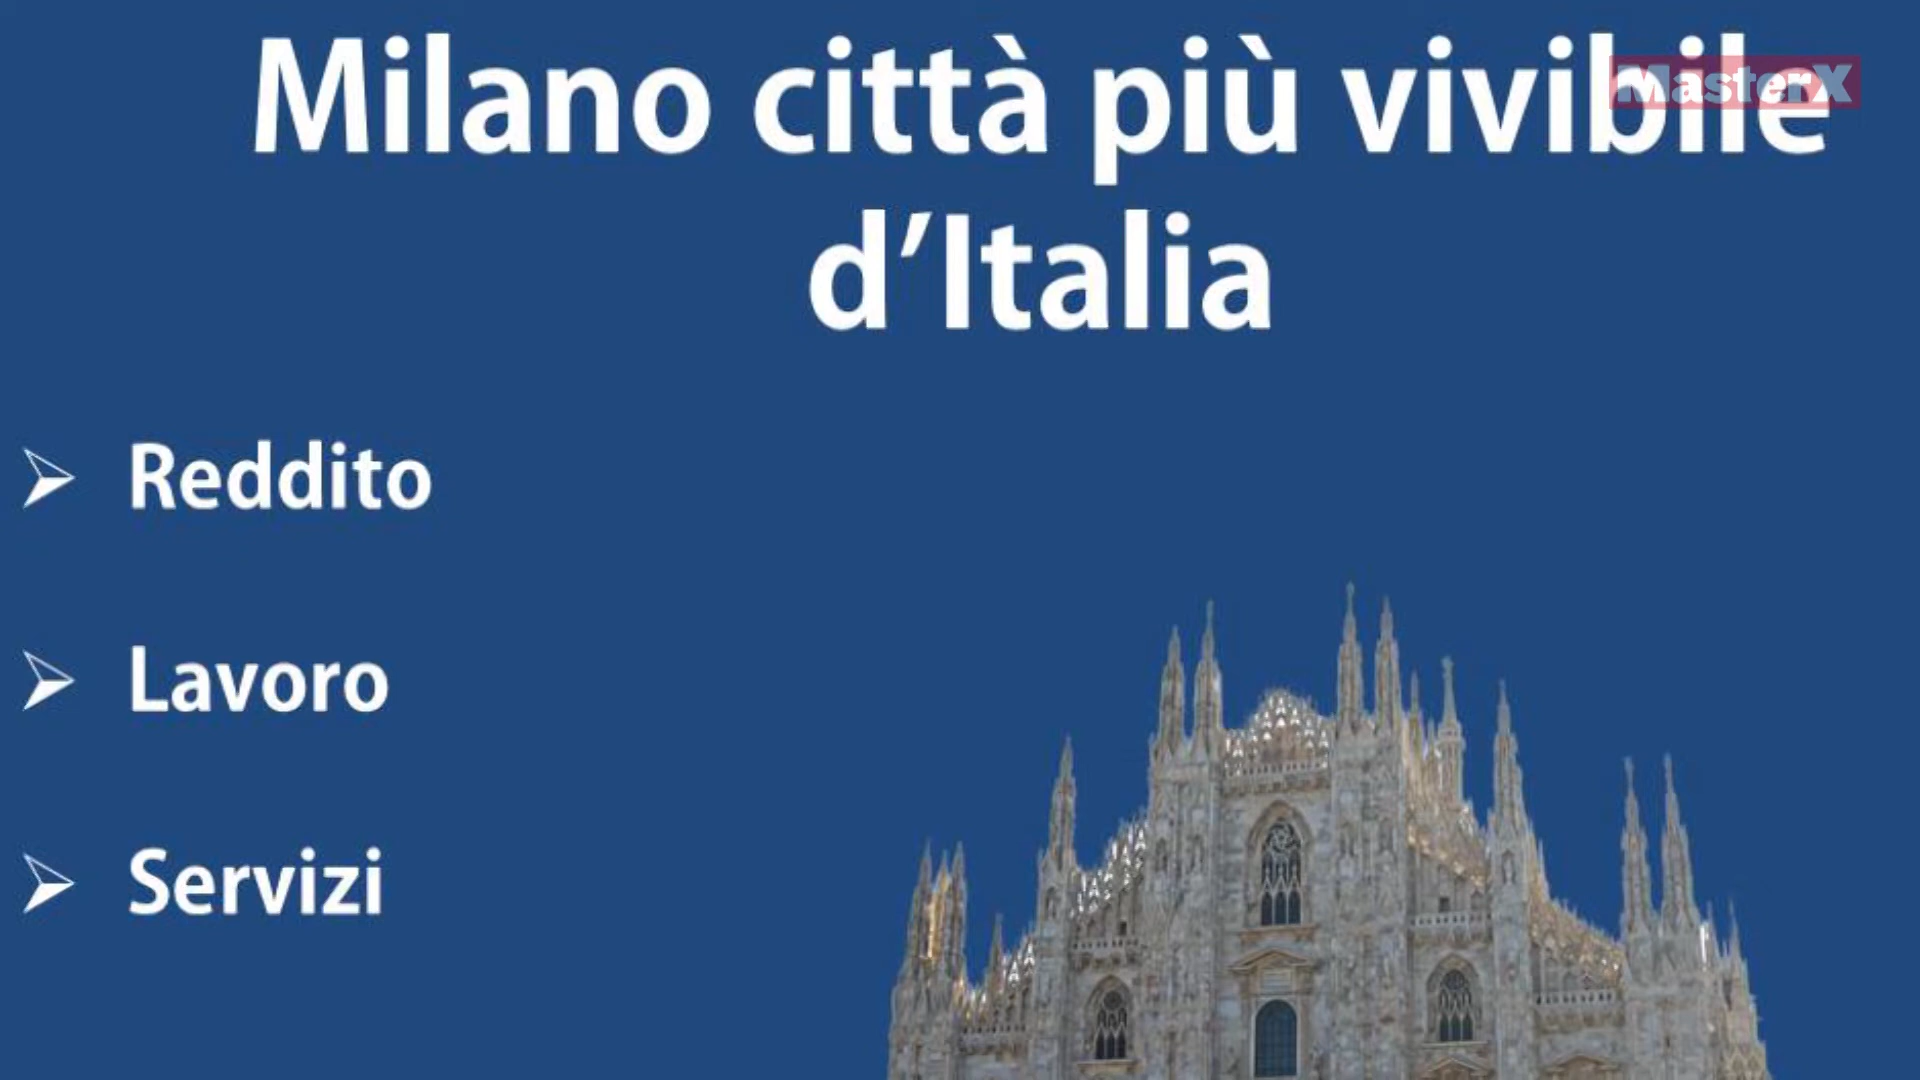 Milano città più vivibile
MasterX
d’Italia
Reddito
Lavoro
Servizi